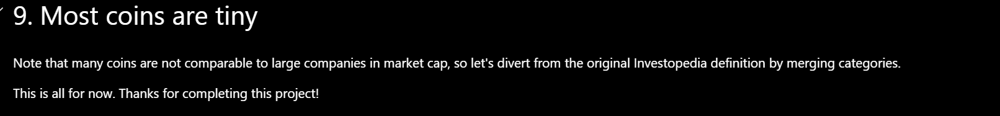 9. Most coins are tiny
Note that many coins are not comparable to large companies in market cap, so let's divert from the original Investopedia definition by merging categories.
This is all for now. Thanks for completing this project!